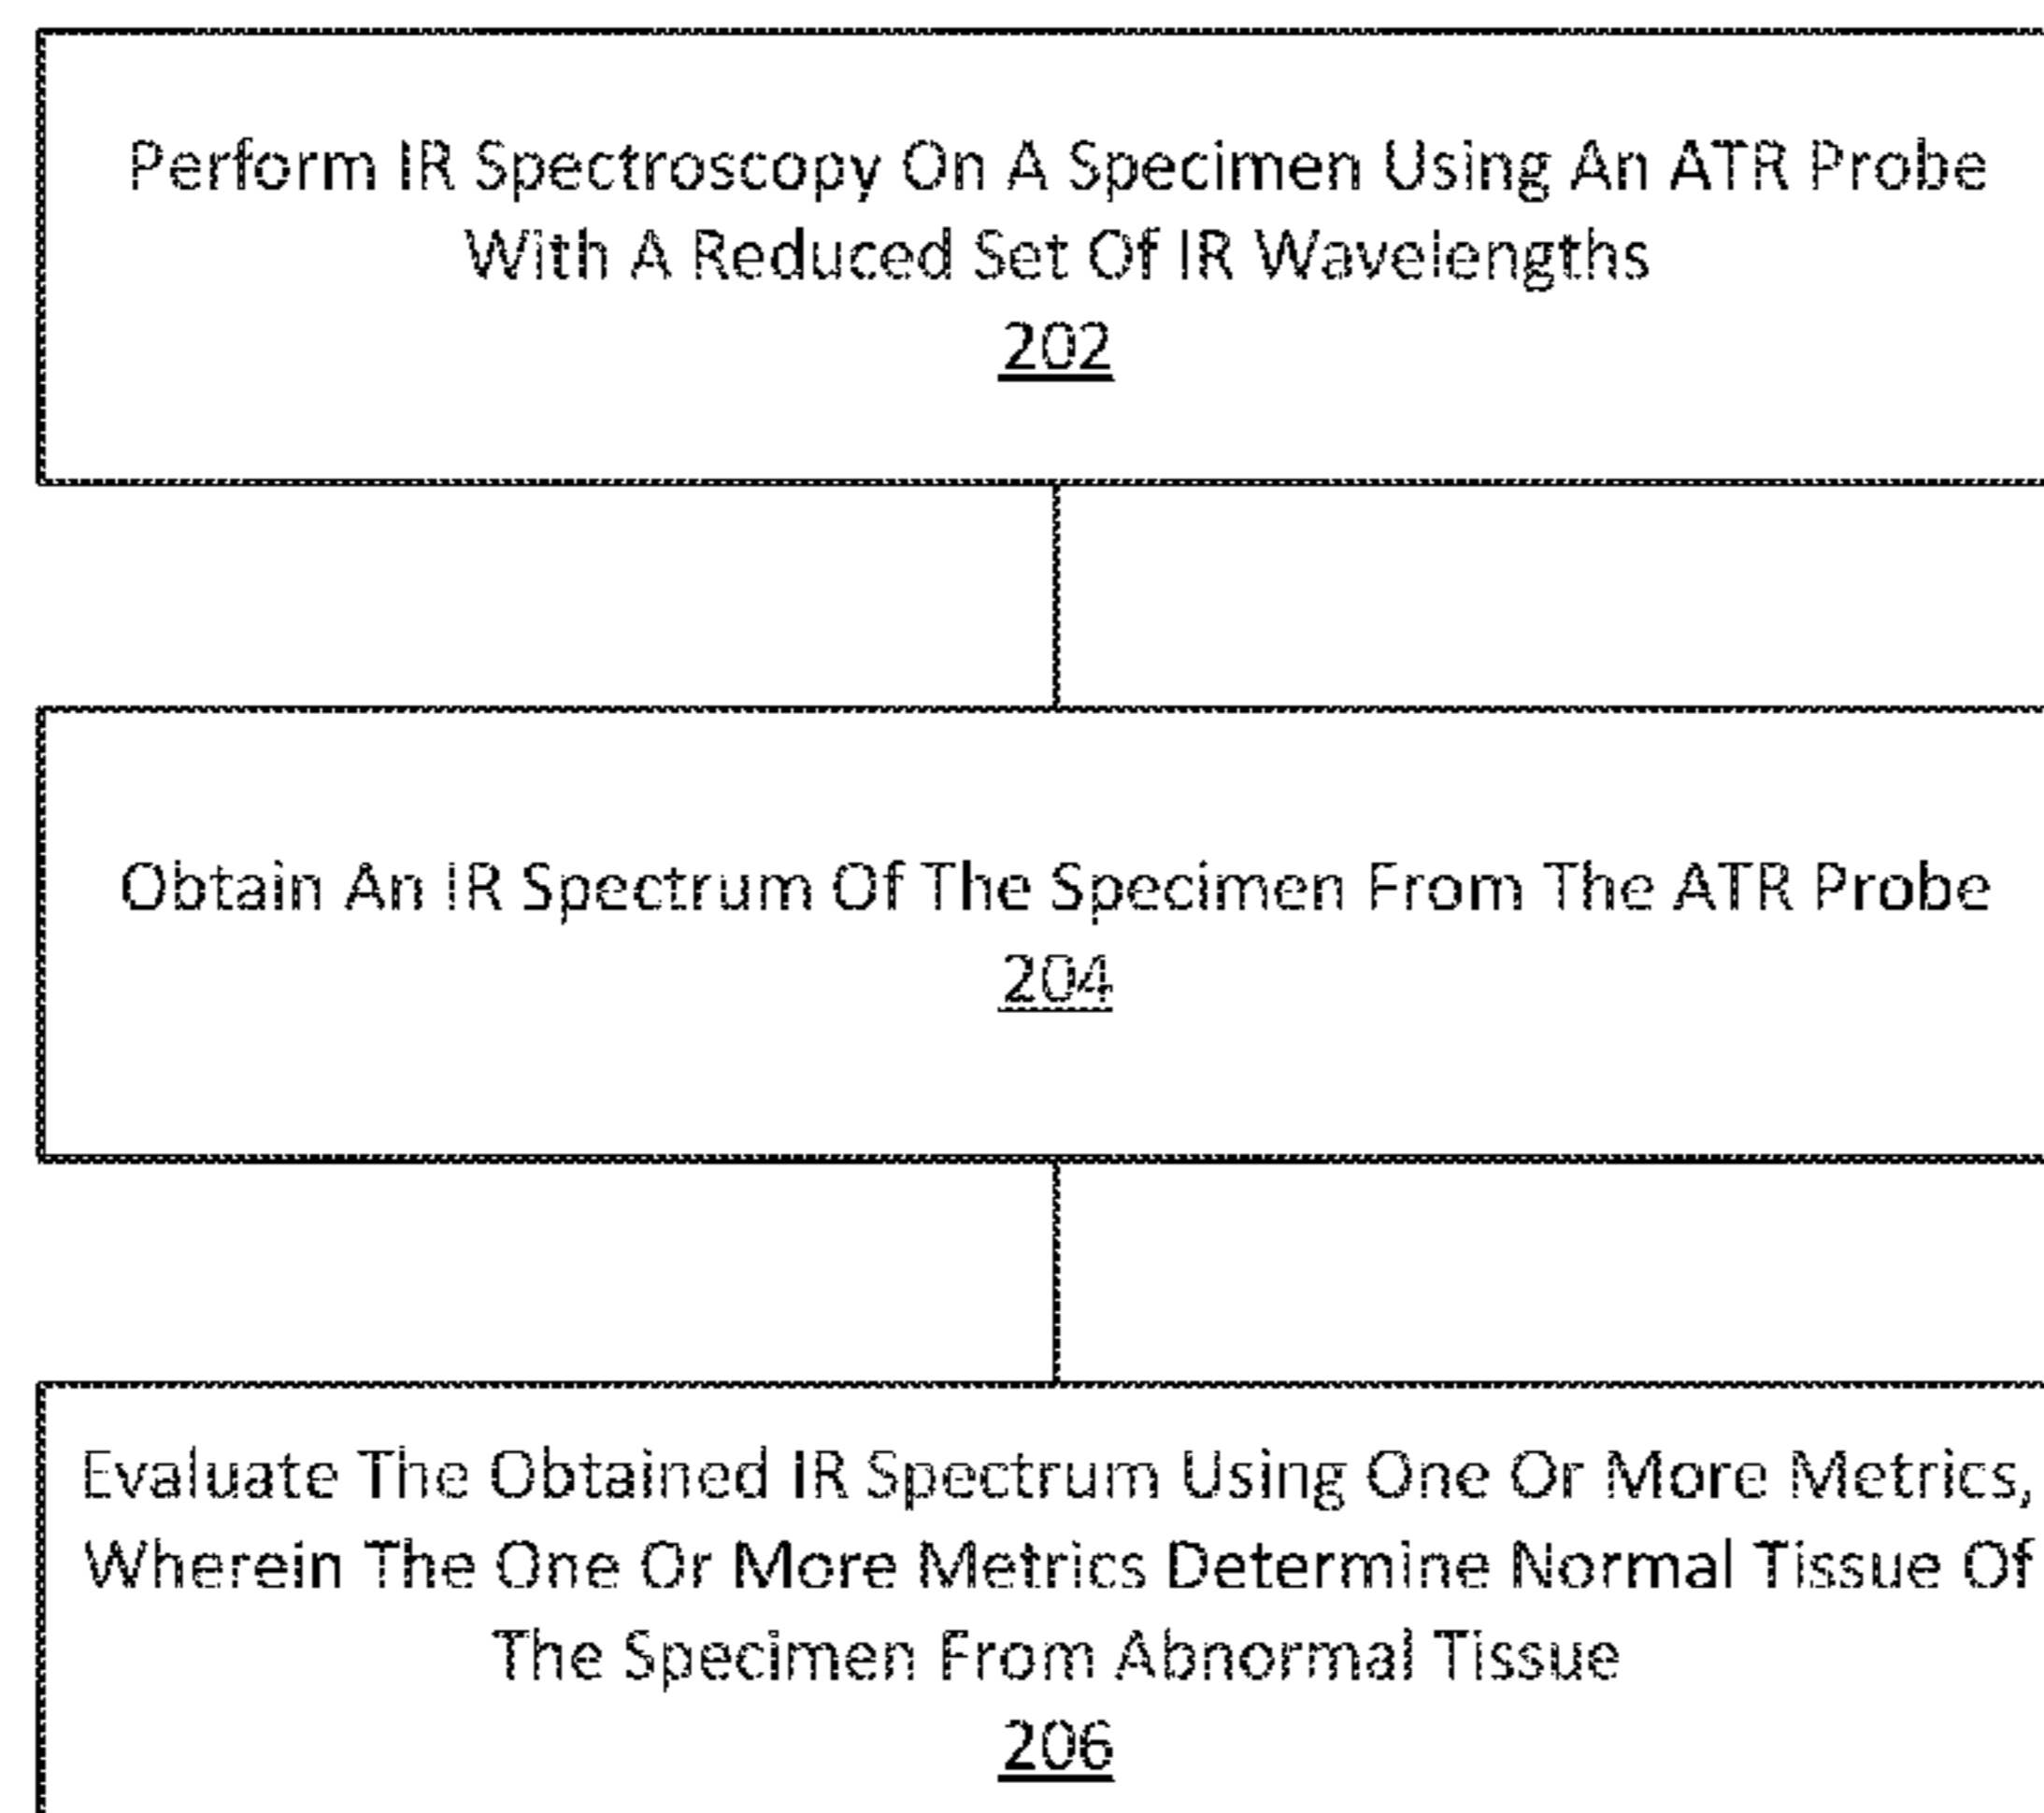 Perform IR Spectroscopy On A Specimen Using An ATR Probe
With A Reduced Set Of IR Wavelengths
202
Obtain An IR Spectrum Of The Specimen From The ATR Probe
204
Evaluate The Obtained IR Spectrum Using One Or More Metrics,
Wherein The One Or More Metrics Determine Normal Tissue Of
The Specimen From Abnormal Tissue
206